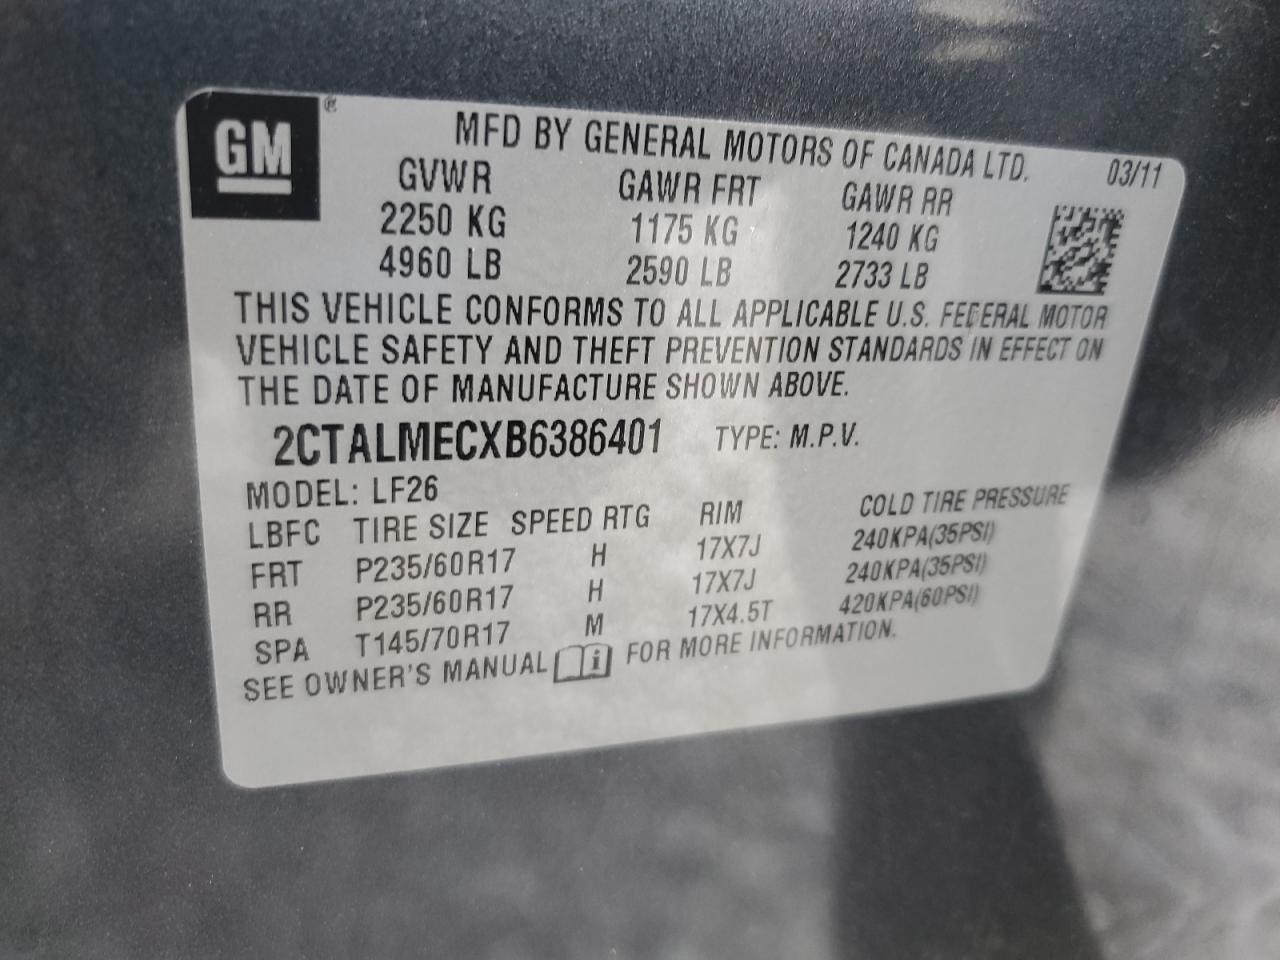 GM ®
MFD BY GENERAL MOTORS OF CANADA LTD. 03/11
GVWR GAWR FRT GAWR RR
2250 KG 1175 KG 1240 KG
4960 LB 2590 LB 2733 LB
THIS VEHICLE CONFORMS TO ALL APPLICABLE U.S. FEDERAL MOTOR
VEHICLE SAFETY AND THEFT PREVENTION STANDARDS IN EFFECT ON
THE DATE OF MANUFACTURE SHOWN ABOVE.
2CTALMECXB6386401 TYPE: M.P.V.
MODEL: LF26
LBFC TIRE SIZE SPEED RTG RIM COLD TIRE PRESSURE
FRT P235/60R17 H 17X7J 240KPA(35PSI)
RR P235/60R17 H 17X7J 240KPA(35PSI)
SPA T145/70R17 M 17X4.5T 420KPA(60PSI)
SEE OWNER'S MANUAL i FOR MORE INFORMATION.